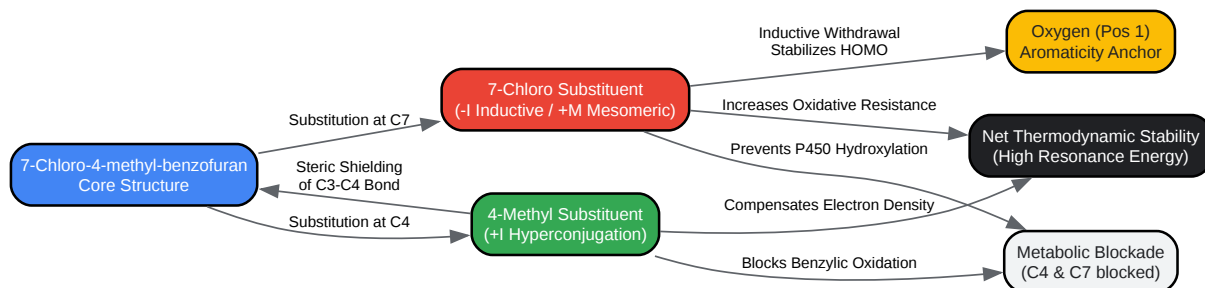 7-Chloro-4-methyl-benzofuran
Core Structure
Substitution at C7
Steric Shielding
of C3-C4 Bond
Substitution at C4
7-Chloro Substituent
(-I Inductive / +M Mesomeric)
4-Methyl Substituent
(+I Hyperconjugation)
Inductive Withdrawal
Stabilizes HOMO
Increases Oxidative Resistance
Prevents P450 Hydroxylation
Compensates Electron Density
Blocks Benzylic Oxidation
Oxygen (Pos 1)
Aromaticity Anchor
Net Thermodynamic Stability
(High Resonance Energy)
Metabolic Blockade
(C4 & C7 blocked)